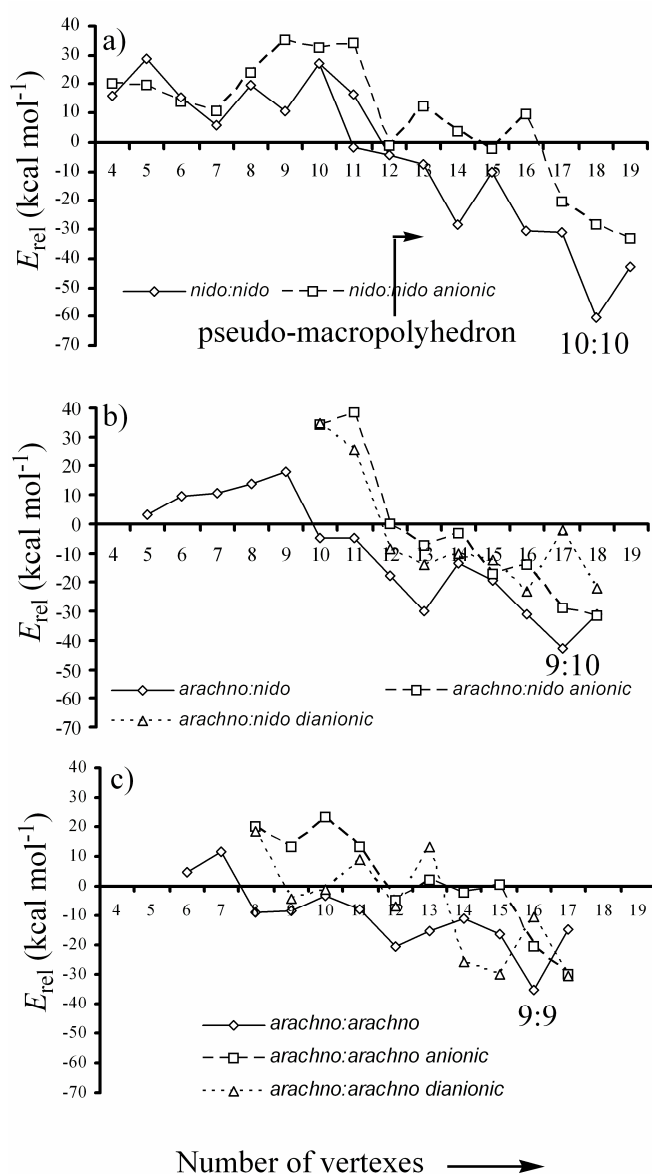 a)
E_rel (kcal mol⁻¹)
40
30
20
10
0
-10
-20
-30
-40
-50
-60
-70
4 5 6 7 8 9 10 11 12 13 14 15 16 17 18 19
nido:nido nido:nido anionic
pseudo-macropolyhedron
10:10
b)
E_rel (kcal mol⁻¹)
40
30
20
10
0
-10
-20
-30
-40
-50
-60
-70
4 5 6 7 8 9 10 11 12 13 14 15 16 17 18 19
9:10
arachno:nido arachno:nido anionic
arachno:nido dianionic
c)
E_rel (kcal mol⁻¹)
40
30
20
10
0
-10
-20
-30
-40
-50
-60
-70
4 5 6 7 8 9 10 11 12 13 14 15 16 17 18 19
9:9
arachno:arachno
arachno:arachno anionic
arachno:arachno dianionic
Number of vertexes